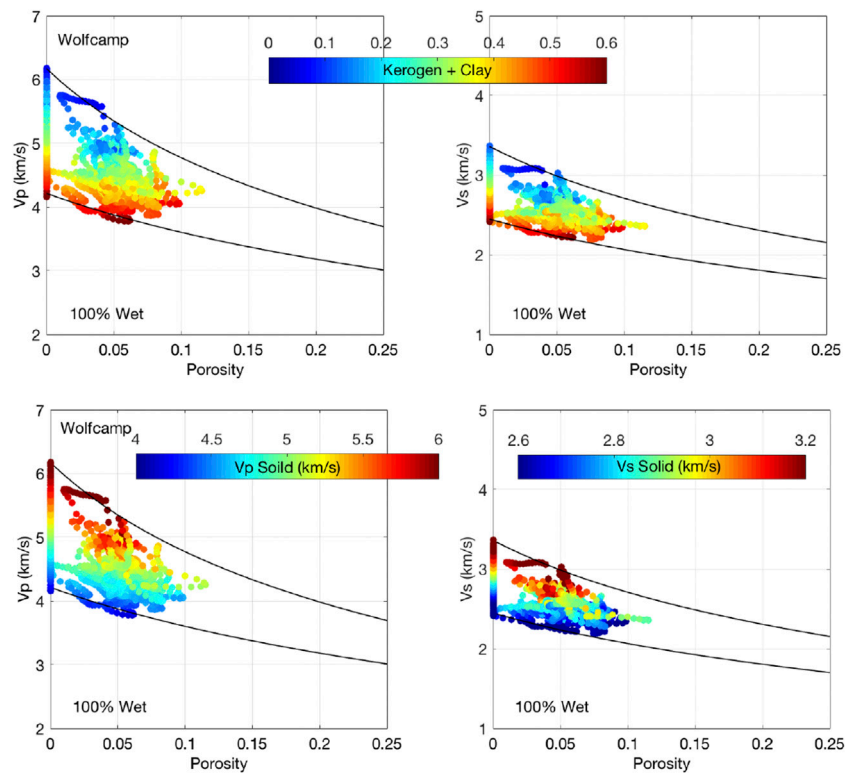 7
Wolfcamp
0 0.1 0.2 0.3 0.4 0.5 0.6
Kerogen + Clay
6
5
4
3
2
Vp (km/s)
100% Wet
0 0.05 0.1 0.15 0.2 0.25
Porosity
5
4
3
2
1
Vs (km/s)
100% Wet
0 0.05 0.1 0.15 0.2 0.25
Porosity
7
Wolfcamp
4 4.5 5 5.5 6
Vp Soild (km/s)
6
5
4
3
2
Vp (km/s)
100% Wet
0 0.05 0.1 0.15 0.2 0.25
Porosity
5
2.6 2.8 3 3.2
Vs Solid (km/s)
4
3
2
1
Vs (km/s)
100% Wet
0 0.05 0.1 0.15 0.2 0.25
Porosity